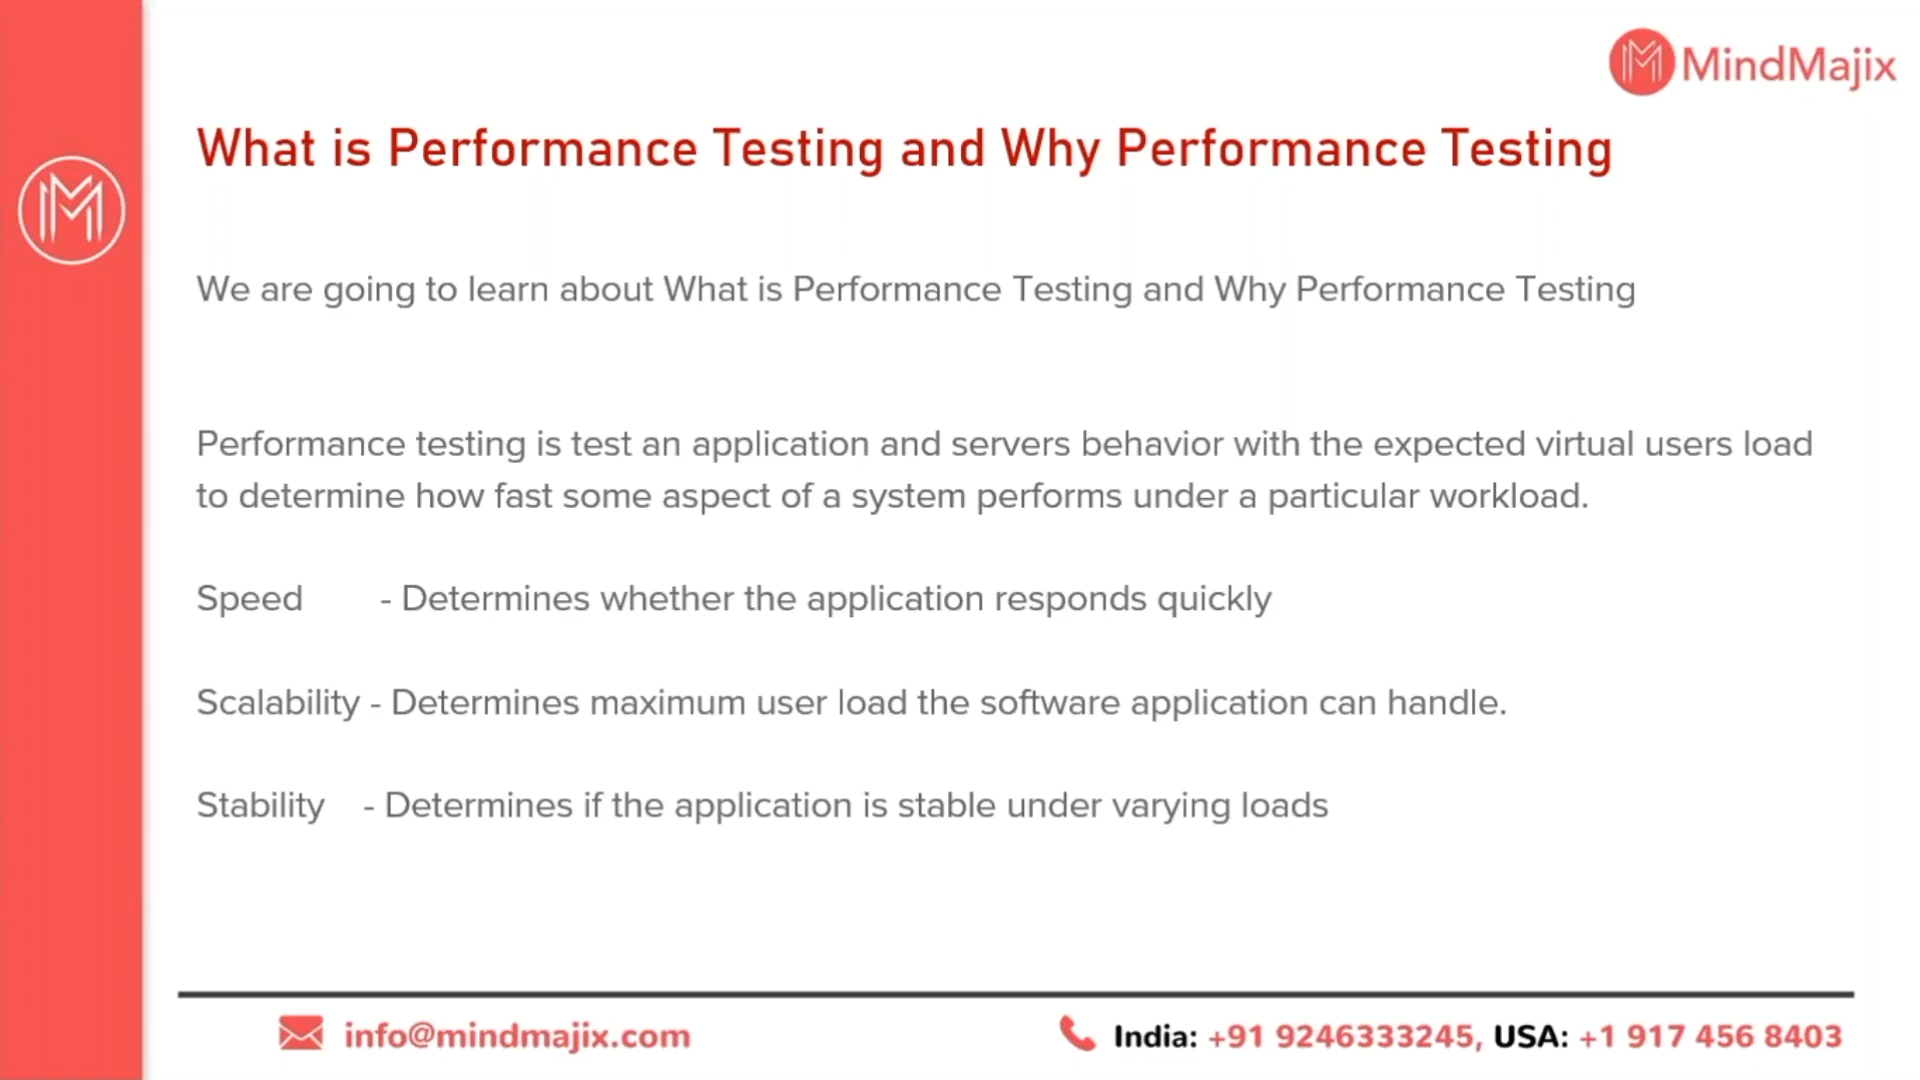 MindMajix
What is Performance Testing and Why Performance Testing
We are going to learn about What is Performance Testing and Why Performance Testing
Performance testing is test an application and servers behavior with the expected virtual users load
to determine how fast some aspect of a system performs under a particular workload.
Speed - Determines whether the application responds quickly
Scalability - Determines maximum user load the software application can handle.
Stability - Determines if the application is stable under varying loads
info@mindmajix.com
India: +91 9246333245, USA: +1 917 456 8403